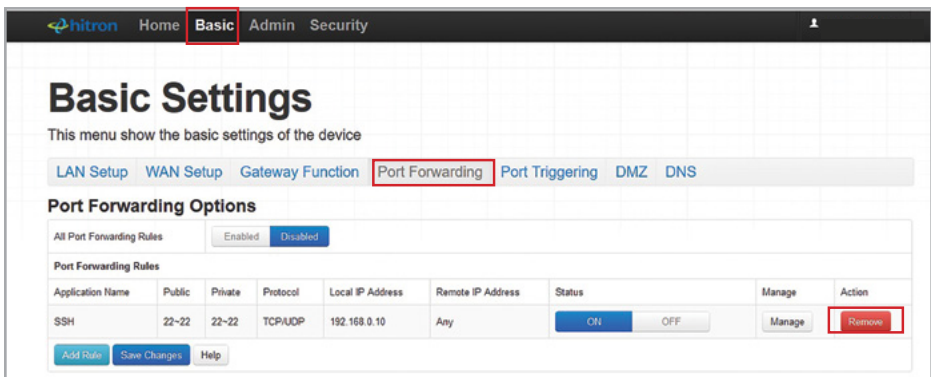 hitron Home Basic Admin Security
Basic Settings
This menu show the basic settings of the device
LAN Setup WAN Setup Gateway Function Port Forwarding Port Triggering DMZ DNS
Port Forwarding Options
All Port Forwarding Rules Enabled Disabled
Port Forwarding Rules
Application Name Public Private Protocol Local IP Address Remote IP Address Status Manage Action
SSH 22~22 22~22 TCP/UDP 192.168.0.10 Any ON OFF Manage Remove
Add Rule Save Changes Help